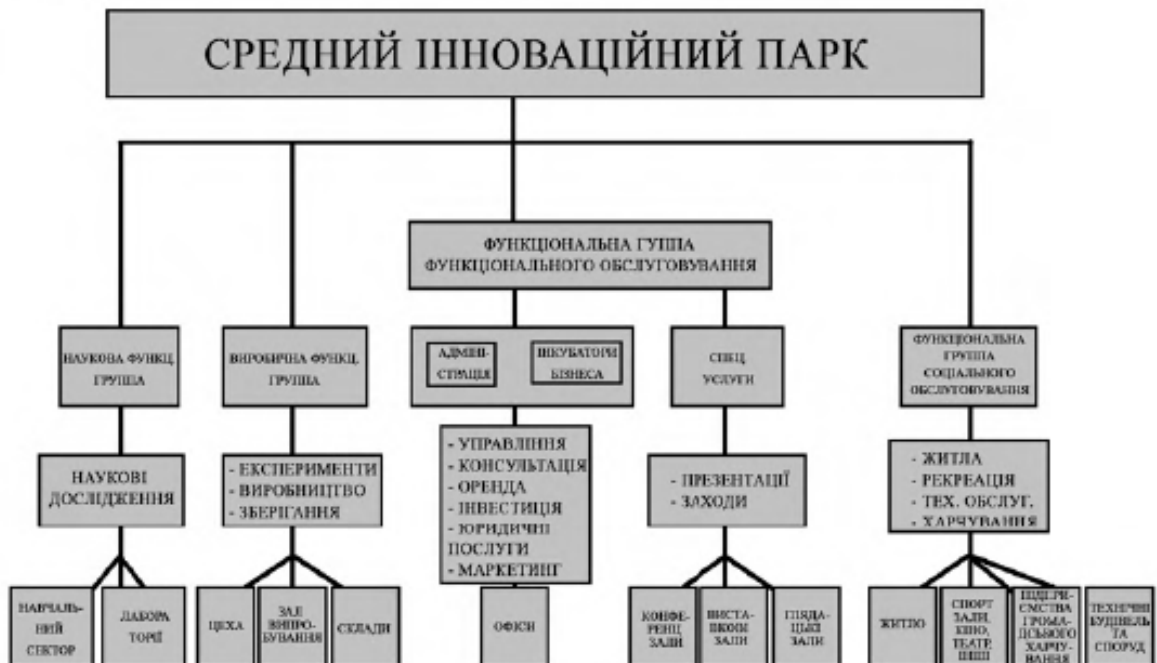 СРЕДНИЙ ІННОВАЦІЙНИЙ ПАРК
ФУНКЦІОНАЛЬНА ГУППА
ФУНКЦІОНАЛЬНОГО ОБСЛУГОВУВАННЯ
НАУКОВА ФУНКЦ.
ГРУППА
ВИРОБИЧНА ФУНКЦ.
ГРУППА
АДМІНІ-
СТРАЦІЯ
ІНКУБАТОРИ
БІЗНЕСА
СПЕЦ.
УСЛУГИ
ФУНКЦІОНАЛЬНА
ГРУППА
СОЦІАЛЬНОГО
ОБСЛУГОВУВАННЯ
НАУКОВІ
ДОСЛІДЖЕННЯ
- ЕКСПЕРИМЕНТИ
- ВИРОБНИЦТВО
- ЗБЕРІГАННЯ
- УПРАВЛІННЯ
- КОНСУЛЬТАЦІЯ
- ОРЕНДА
- ІНВЕСТИЦІЯ
- ЮРИДИЧНІ
ПОСЛУГИ
- МАРКЕТИНГ
- ПРЕЗЕНТАЦІЇ
- ЗАХОДИ
- ЖИТЛА
- РЕКРЕАЦІЯ
- ТЕХ. ОБСЛУГ.
- ХАРЧУВАННЯ
НАВЧАЛЬ-
НИЙ
СЕКТОР
ЛАБОРА
ТОРІЇ
ЦЕХА
ЗАЛ
ВИПРО-
БУВАННЯ
СКЛАДИ
ОФІСИ
КОНФЕ-
РЕНЦ
ЗАЛИ
ВИСТА-
ВКОВІ
ЗАЛИ
ГЛЯДА-
ЦЬКІ
ЗАЛИ
ЖИТЛО
СПОРТ
ЗАЛИ,
КІНО,
ТЕАТР,
ПІДПРИ-
ЄМСТВА
ГРОМА-
ДСЬКОГО
ХАРЧУ-
ВАННЯ
ТЕХНІЧНІ
БУДІВЕЛЬ
ТА
СПОРУД